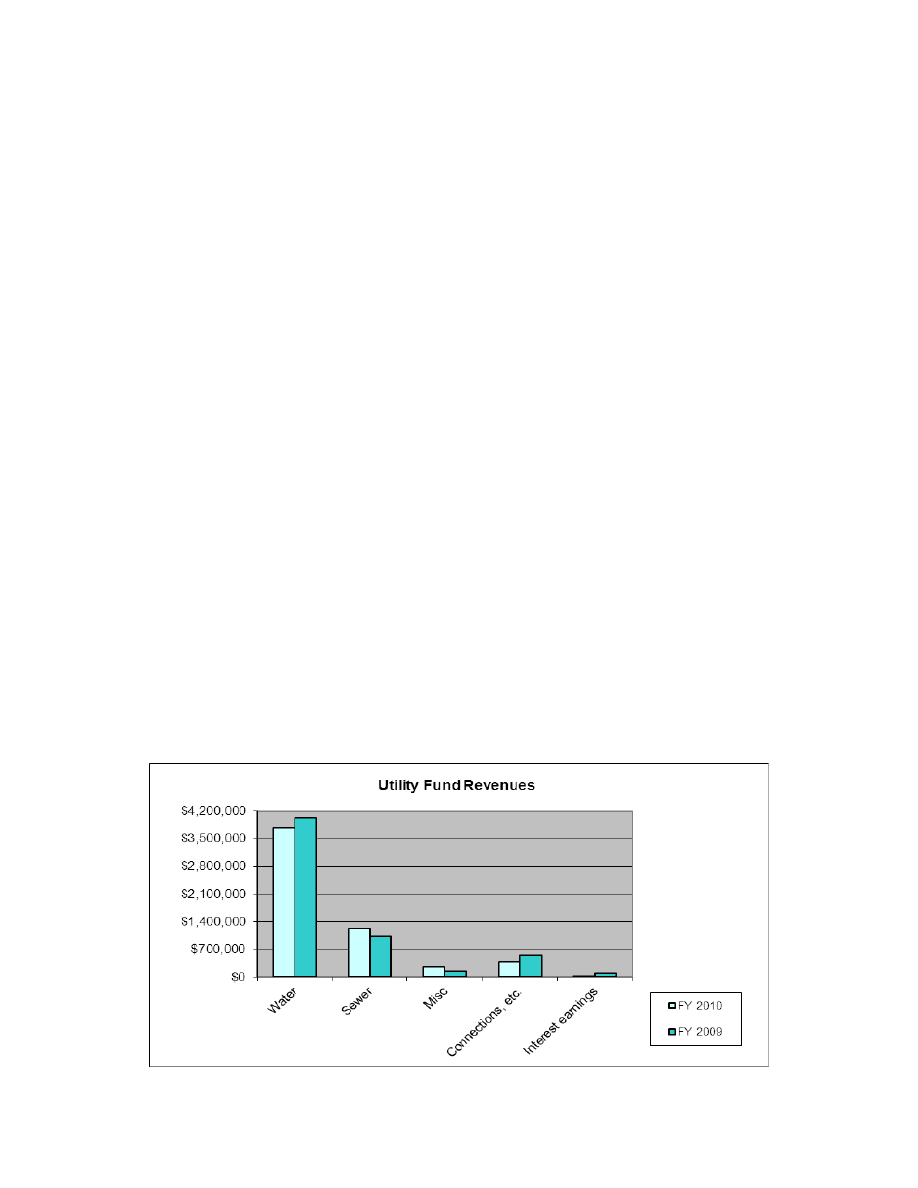 Utility Fund Revenues
$4,200,000
$3,500,000
$2,800,000
$2,100,000
$1,400,000
$700,000
$0
Water
Sewer
Misc
Connections, etc.
Interest earnings
FY 2010
FY 2009